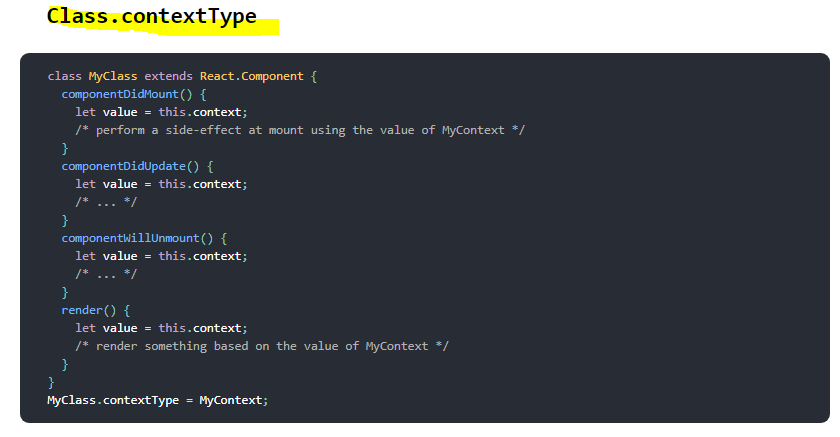 Class.contextType
class MyClass extends React.Component {
  componentDidMount() {
    let value = this.context;
    /* perform a side-effect at mount using the value of MyContext */
  }
  componentDidUpdate() {
    let value = this.context;
    /* ... */
  }
  componentWillUnmount() {
    let value = this.context;
    /* ... */
  }
  render() {
    let value = this.context;
    /* render something based on the value of MyContext */
  }
}
MyClass.contextType = MyContext;